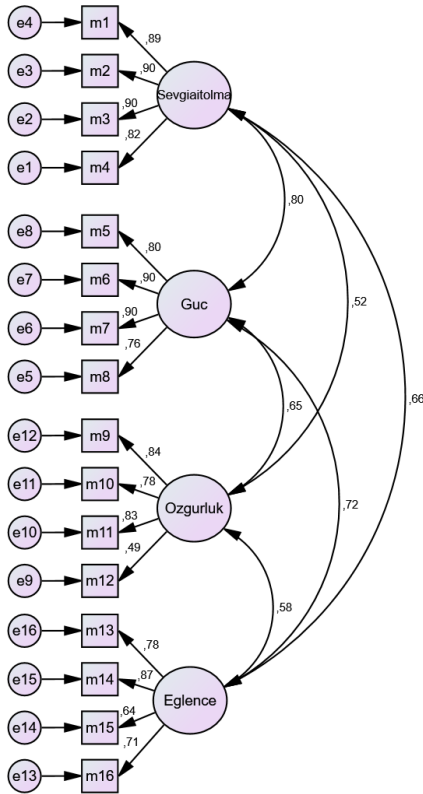 e4 m1 ,89
e3 m2 ,90
Sevgiaitolma
e2 m3 ,90
e1 m4 ,82
,80
e8 m5 ,80
e7 m6 ,90
Guc
,52
e6 m7 ,90
e5 m8 ,76
,66
,65
e12 m9 ,84
e11 m10 ,78
,72
Ozgurluk
e10 m11 ,83
e9 m12 ,49
,58
e16 m13 ,78
e15 m14 ,87
Eglence
e14 m15 ,64
e13 m16 ,71